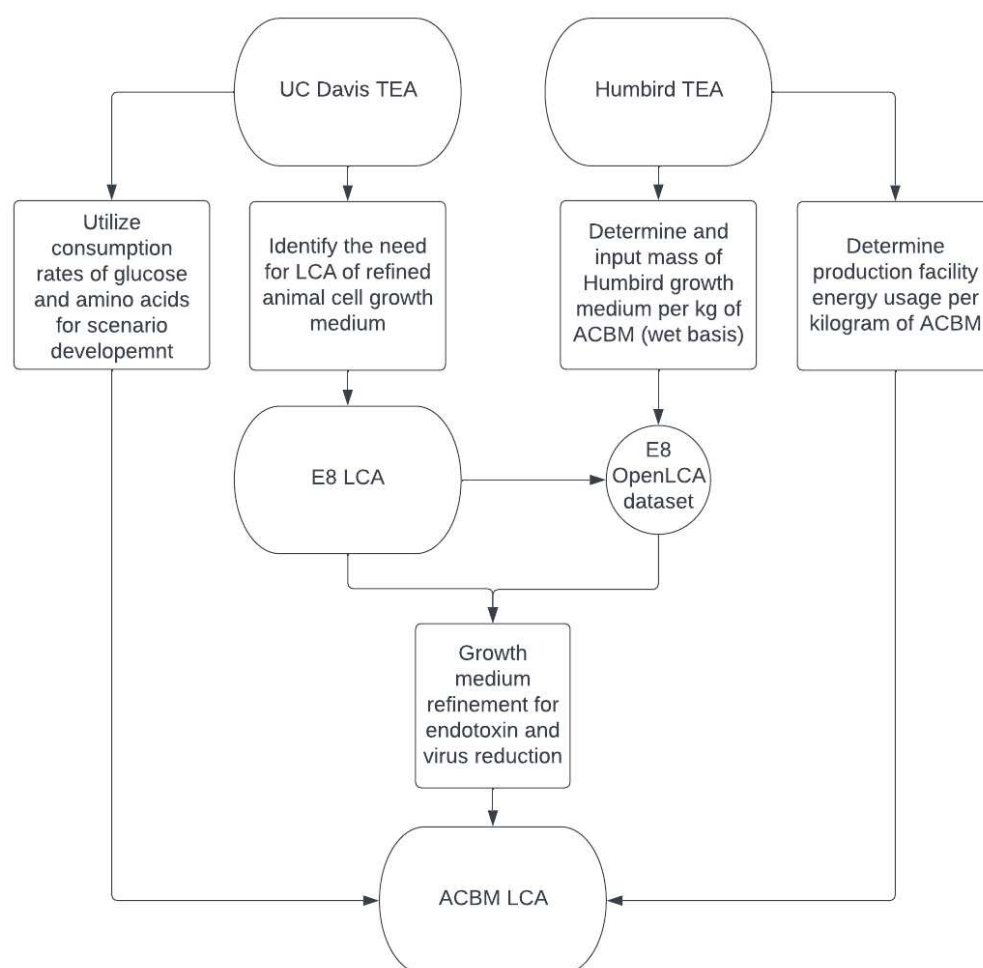 UC Davis TEA
Humbird TEA
Utilize
consumption
rates of glucose
and amino acids
for scenario
developemnt
Identify the need
for LCA of refined
animal cell growth
medium
Determine and
input mass of
Humbird growth
medium per kg of
ACBM (wet basis)
Determine
production facility
energy usage per
kilogram of ACBM
E8 LCA
E8
OpenLCA
dataset
Growth
medium
refinement for
endotoxin and
virus reduction
ACBM LCA